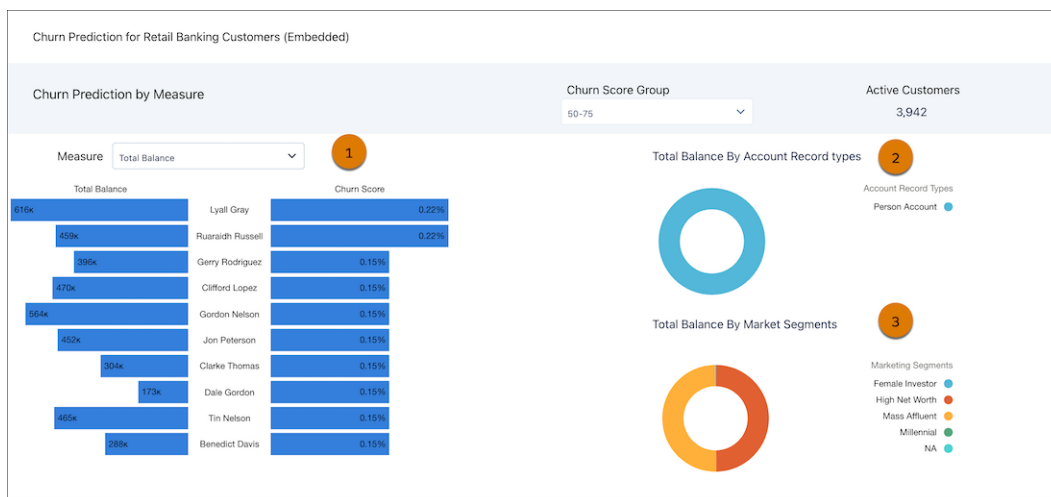 Churn Prediction for Retail Banking Customers (Embedded)
Churn Prediction by Measure
Churn Score Group
50-75
Active Customers
3,942
Measure
Total Balance
1
Total Balance Churn Score
616K Lyall Gray 0.22%
459K Ruaraidh Russell 0.22%
396K Gerry Rodriguez 0.15%
470K Clifford Lopez 0.15%
564K Gordon Nelson 0.15%
452K Jon Peterson 0.15%
304K Clarke Thomas 0.15%
173K Dale Gordon 0.15%
465K Tin Nelson 0.15%
288K Benedict Davis 0.15%
Total Balance By Account Record types
2
Account Record Types
Person Account
Total Balance By Market Segments
3
Marketing Segments
Female Investor
High Net Worth
Mass Affluent
Millennial
NA